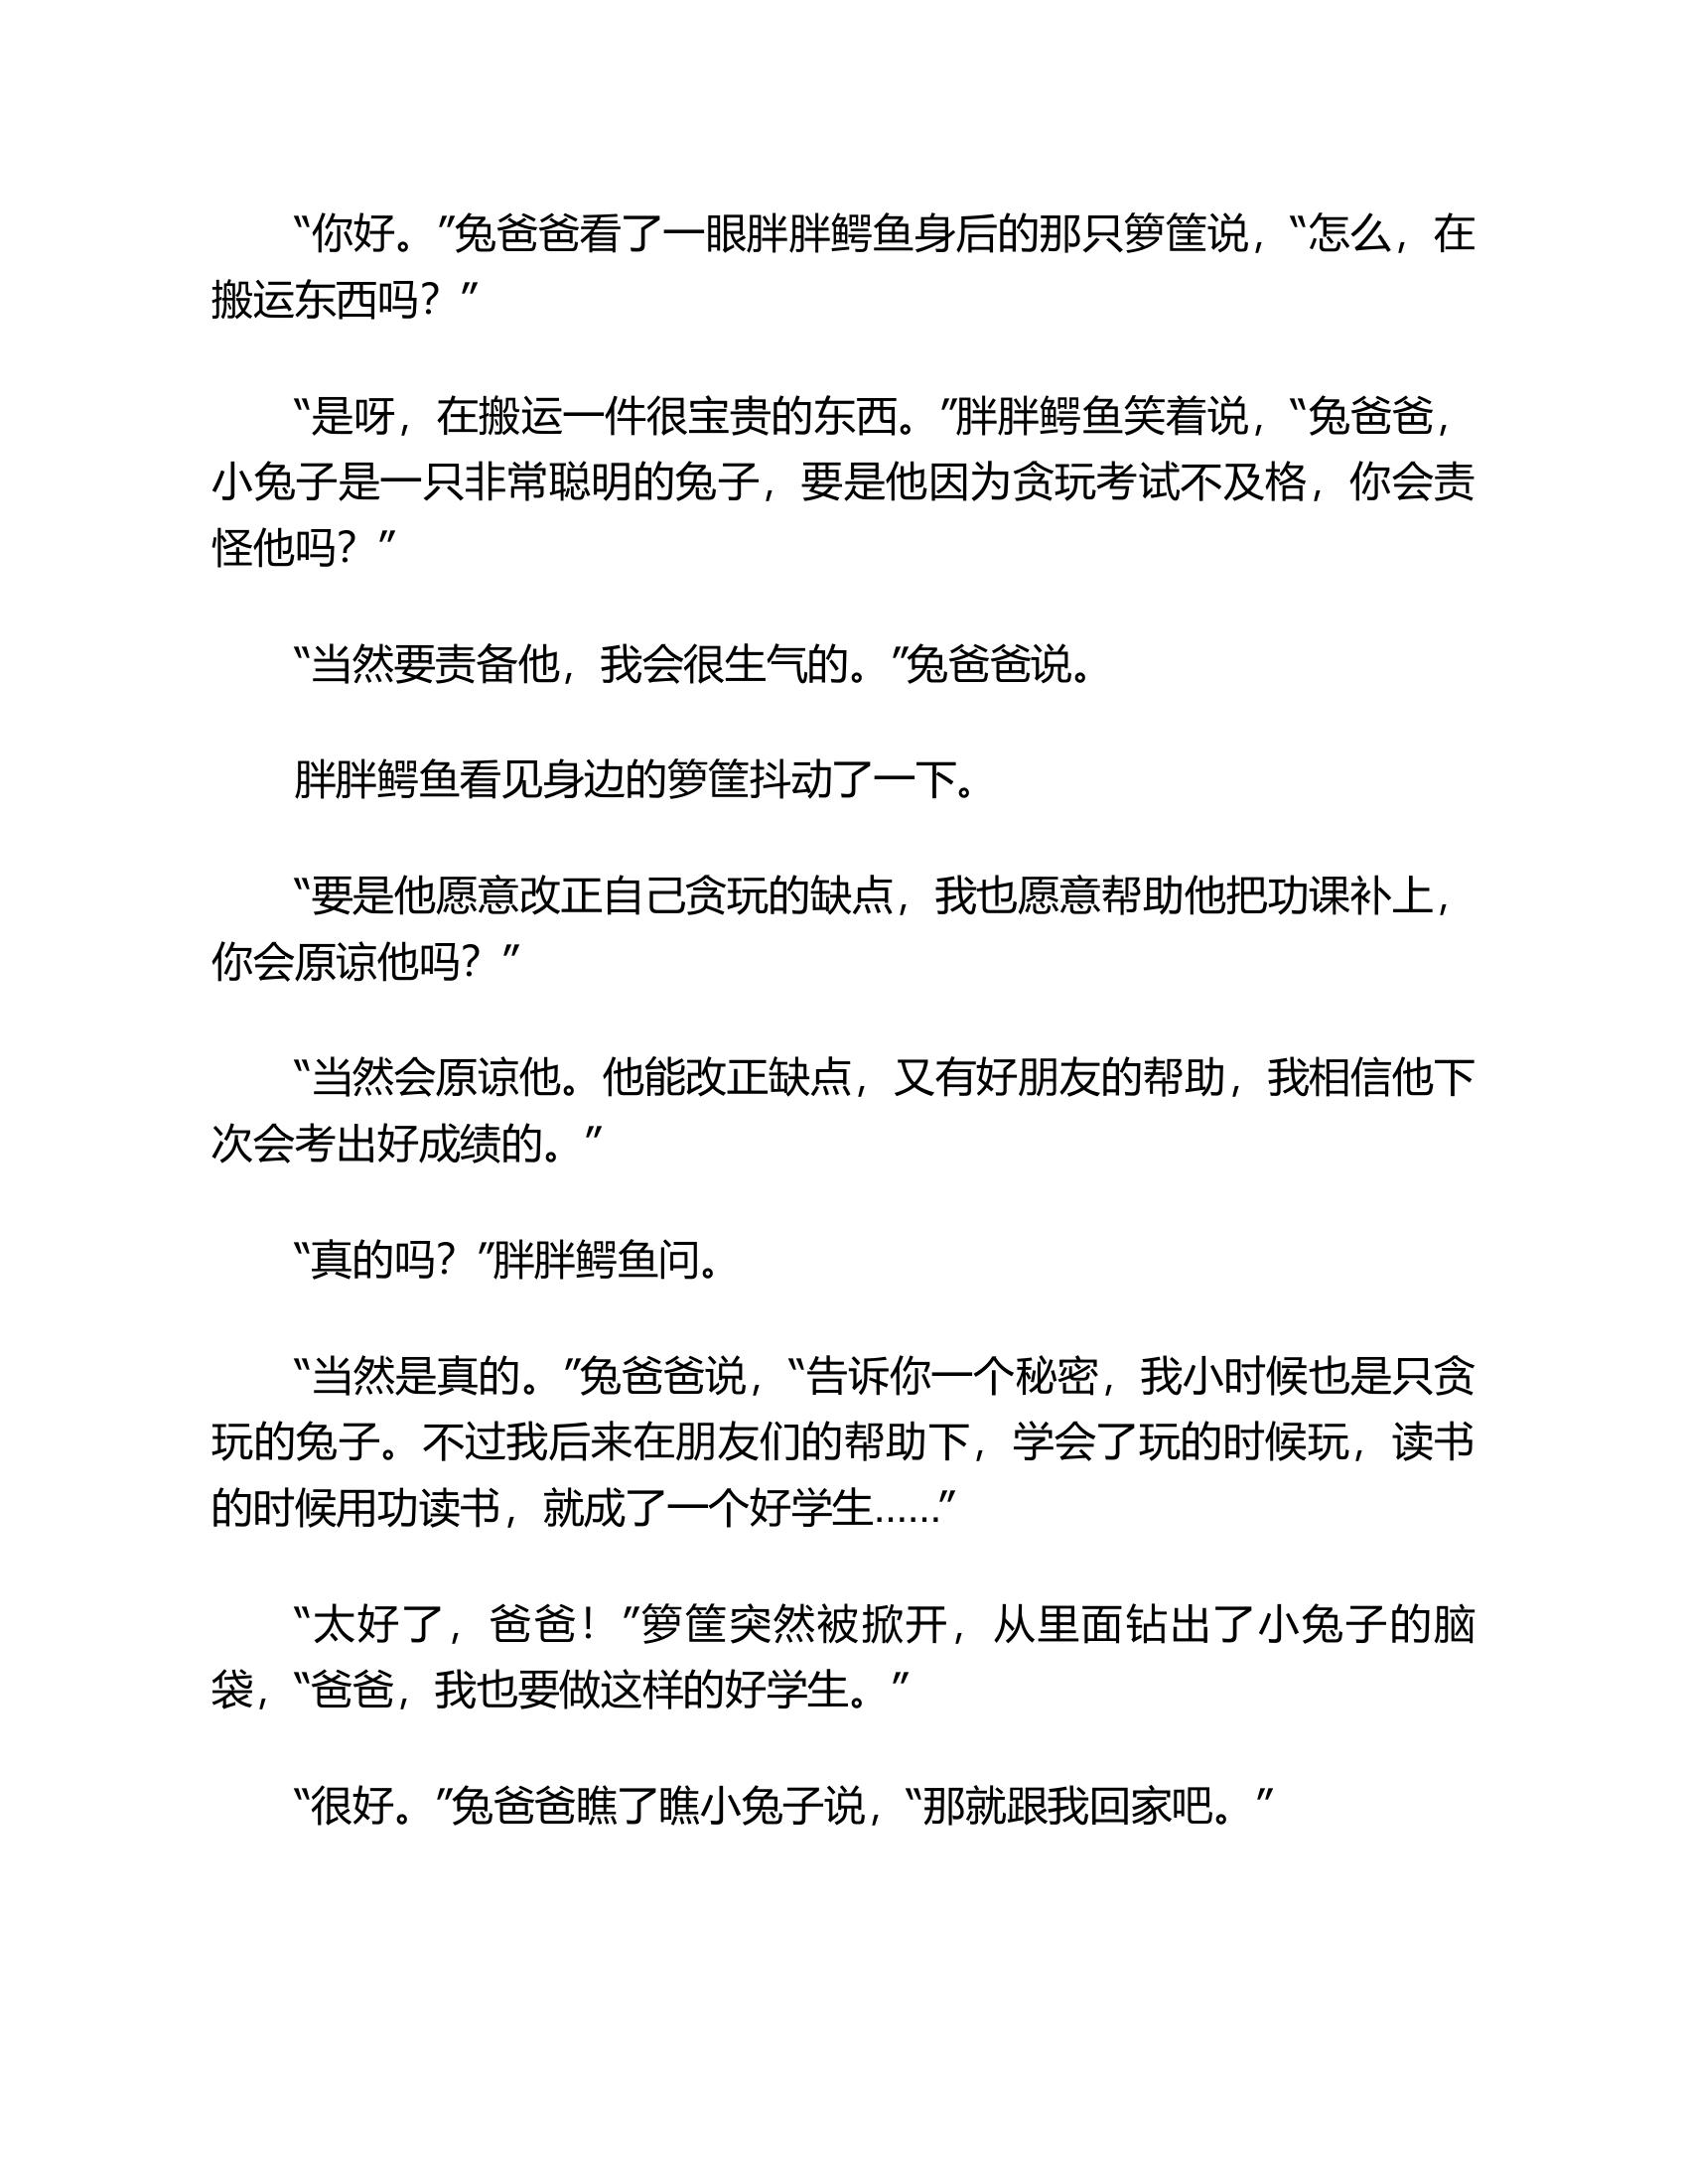 “你好。”兔爸爸看了一眼胖胖鳄鱼身后的那只箩筐说，“怎么，在
搬运东西吗？”
“是呀，在搬运一件很宝贵的东西。”胖胖鳄鱼笑着说，“兔爸爸，
小兔子是一只非常聪明的兔子，要是他因为贪玩考试不及格，你会责
怪他吗？”
“当然要责备他，我会很生气的。”兔爸爸说。
胖胖鳄鱼看见身边的箩筐抖动了一下。
“要是他愿意改正自己贪玩的缺点，我也愿意帮助他把功课补上，
你会原谅他吗？”
“当然会原谅他。他能改正缺点，又有好朋友的帮助，我相信他下
次会考出好成绩的。”
“真的吗？”胖胖鳄鱼问。
“当然是真的。”兔爸爸说，“告诉你一个秘密，我小时候也是只贪
玩的兔子。不过我后来在朋友们的帮助下，学会了玩的时候玩，读书
的时候用功读书，就成了一个好学生……”
“太好了，爸爸！”箩筐突然被掀开，从里面钻出了小兔子的脑
袋，“爸爸，我也要做这样的好学生。”
“很好。”兔爸爸瞧了瞧小兔子说，“那就跟我回家吧。”